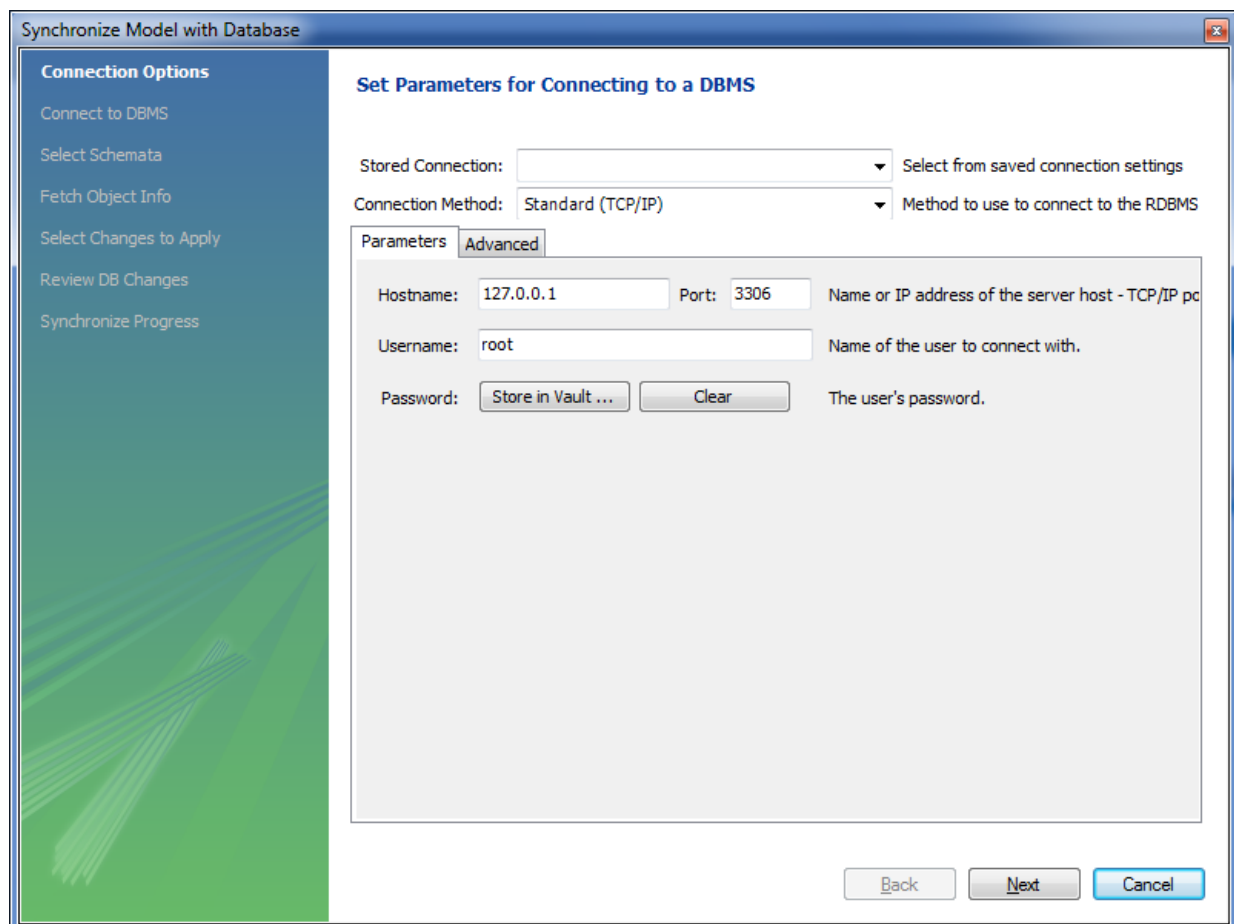 Synchronize Model with Database
Connection Options
Connect to DBMS
Select Schemata
Fetch Object Info
Select Changes to Apply
Review DB Changes
Synchronize Progress
Set Parameters for Connecting to a DBMS
Stored Connection: Select from saved connection settings
Connection Method: Standard (TCP/IP) Method to use to connect to the RDBMS
Parameters Advanced
Hostname: 127.0.0.1 Port: 3306 Name or IP address of the server host - TCP/IP po
Username: root Name of the user to connect with.
Password: Store in Vault ... Clear The user's password.
Back Next Cancel